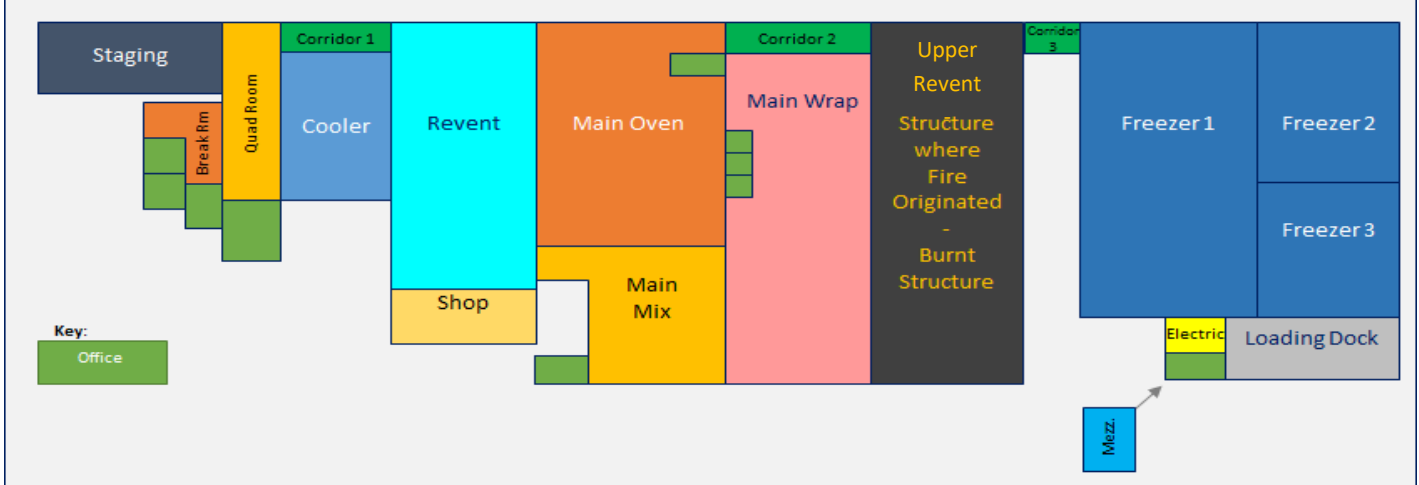 Staging
Break Rm
Quad Room
Corridor 1
Cooler
Revent
Shop
Main Oven
Main
Mix
Corridor 2
Main Wrap
Upper
Revent
Structure
where
Fire
Originated
-
Burnt
Structure
Corridor
3
Freezer 1
Freezer 2
Freezer 3
Electric
Loading Dock
Mezz.
Key:
Office